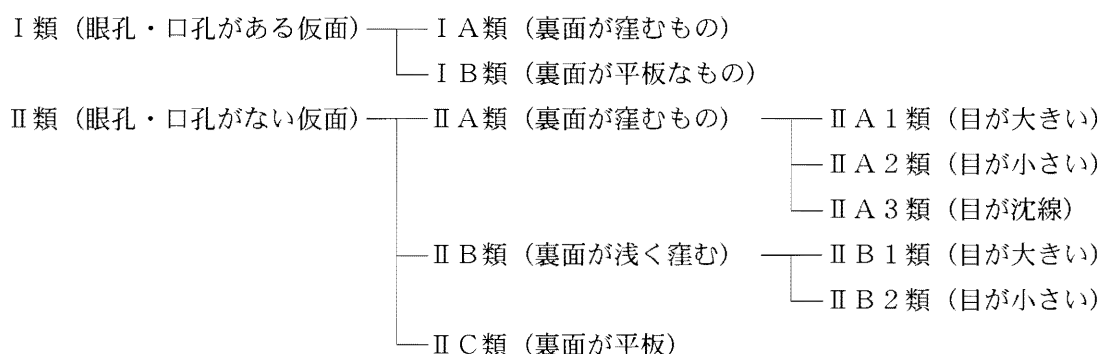 Ⅰ類（眼孔・口孔がある仮面） ⅠA類（裏面が窪むもの）
ⅠB類（裏面が平板なもの）
Ⅱ類（眼孔・口孔がない仮面） ⅡA類（裏面が窪むもの） ⅡA1類（目が大きい）
ⅡA2類（目が小さい）
ⅡA3類（目が沈線）
ⅡB類（裏面が浅く窪む） ⅡB1類（目が大きい）
ⅡB2類（目が小さい）
ⅡC類（裏面が平板）